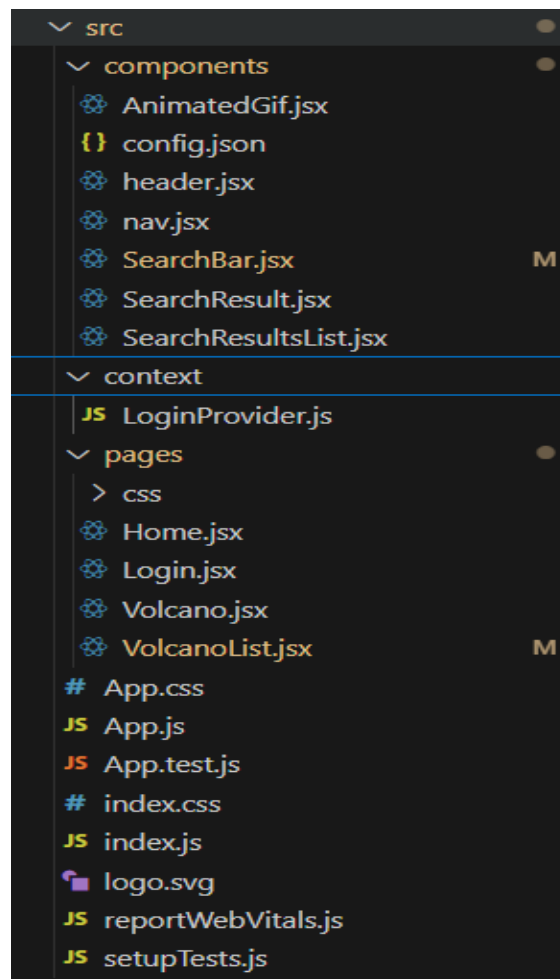 src
components
AnimatedGif.jsx
{} config.json
header.jsx
nav.jsx
SearchBar.jsx M
SearchResult.jsx
SearchResultsList.jsx
context
JS LoginProvider.js
pages
css
Home.jsx
Login.jsx
Volcano.jsx
VolcanoList.jsx M
# App.css
JS App.js
JS App.test.js
# index.css
JS index.js
logo.svg
JS reportWebVitals.js
JS setupTests.js